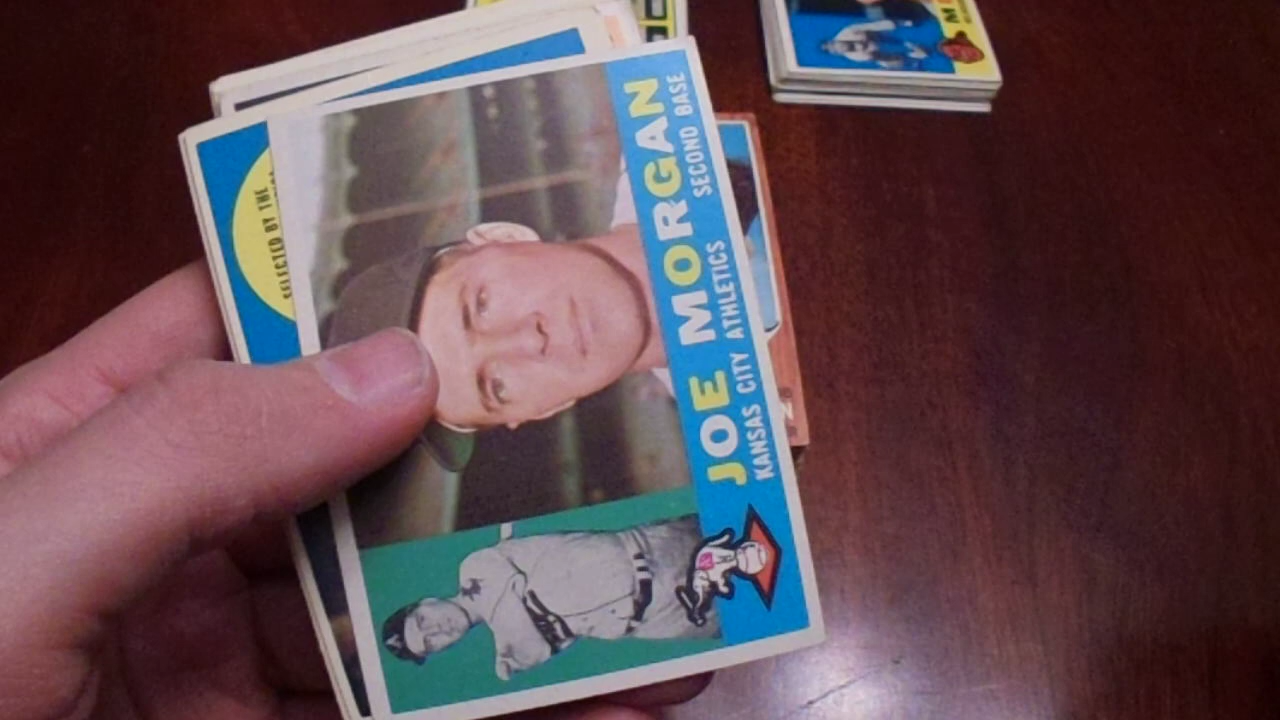 JOE MORGAN
KANSAS CITY ATHLETICS SECOND BASE
SELECTED BY THE
M